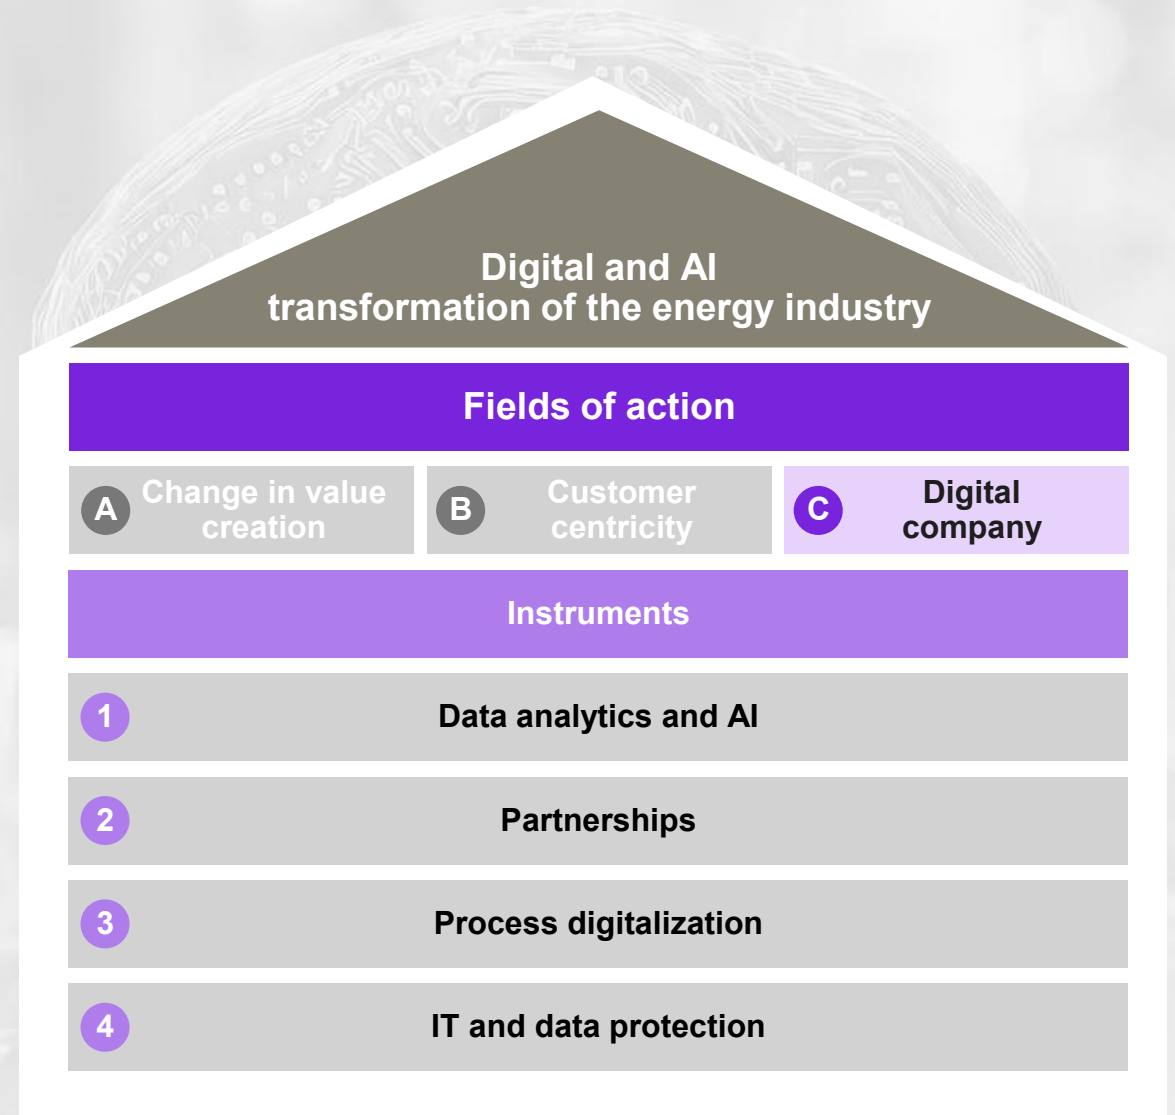 Digital and AI
transformation of the energy industry
Fields of action
A
Change in value
creation
B
Customer
centricity
C
Digital
company
Instruments
1
Data analytics and AI
2
Partnerships
3
Process digitalization
4
IT and data protection